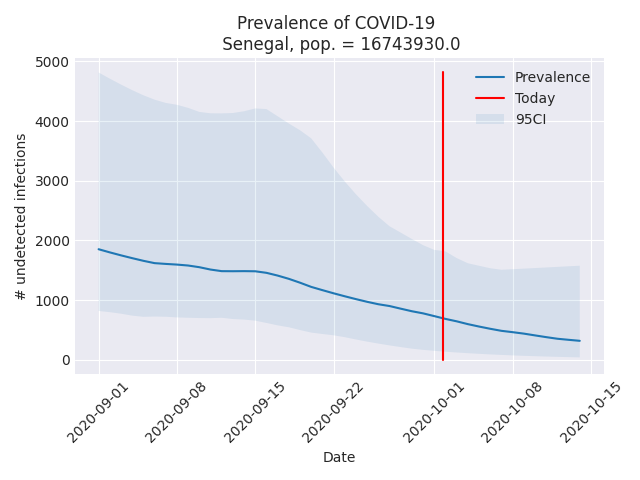 Prevalence of COVID-19
Senegal, pop. = 16743930.0
Prevalence
Today
95CI
# undetected infections
5000
4000
3000
2000
1000
0
2020-09-01
2020-09-08
2020-09-15
2020-09-22
2020-10-01
2020-10-08
2020-10-15
Date